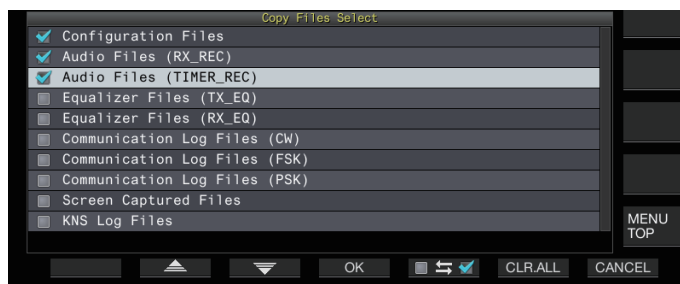 Copy Files Select
Configuration Files
Audio Files (RX_REC)
Audio Files (TIMER_REC)
Equalizer Files (TX_EQ)
Equalizer Files (RX_EQ)
Communication Log Files (CW)
Communication Log Files (FSK)
Communication Log Files (PSK)
Screen Captured Files
KNS Log Files
MENU
TOP
OK CLR.ALL CANCEL